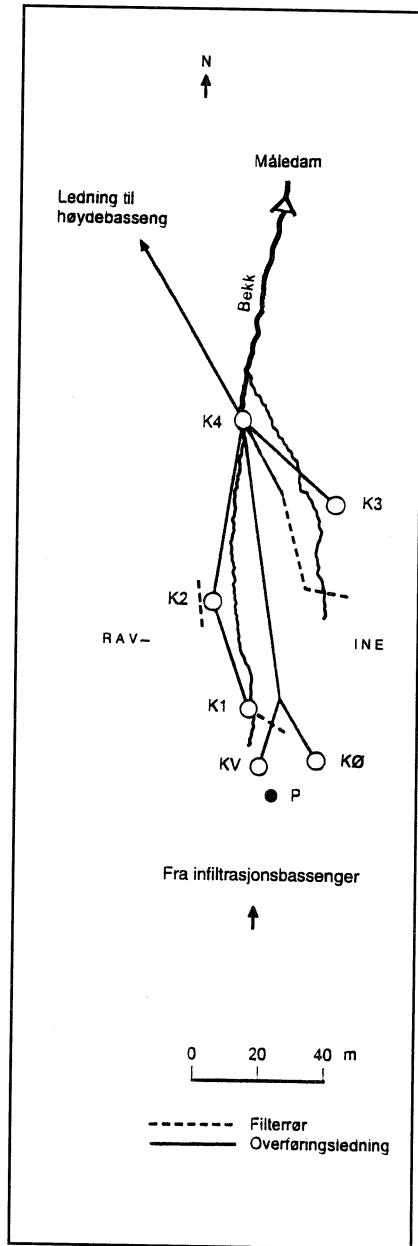 N
Måledam
Ledning til
høydebasseng
Bekk
K4
K3
K2
RAV–
INE
K1
KV
KØ
P
Fra infiltrasjonsbassenger
0 20 40 m
Filterrør
Overføringsledning